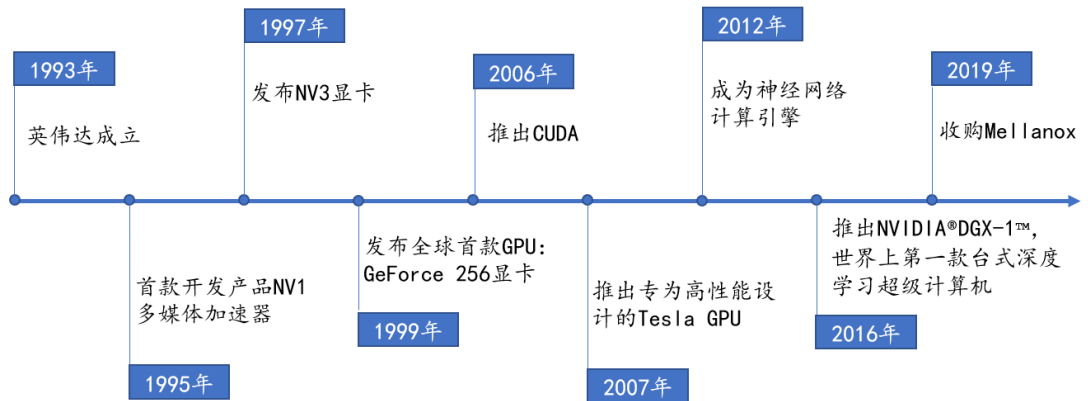 1993年
英伟达成立
首款开发产品NV1
多媒体加速器
1995年
1997年
发布NV3显卡
发布全球首款GPU:
GeForce 256显卡
1999年
2006年
推出CUDA
推出专为高性能设
计的Tesla GPU
2007年
2012年
成为神经网络
计算引擎
推出NVIDIA®DGX-1™,
世界上第一款台式深度
学习超级计算机
2016年
2019年
收购Mellanox